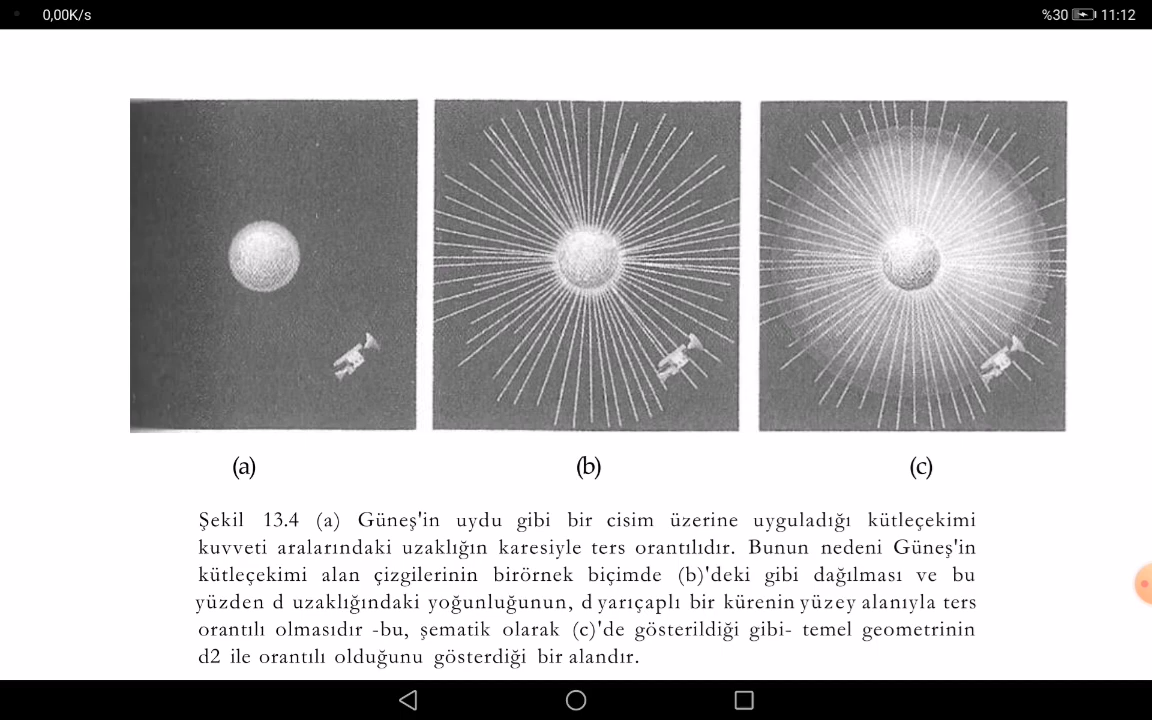 0,00K/s
%30 11:12
(a) (b) (c)
Şekil 13.4 (a) Güneş'in uydu gibi bir cisim üzerine uyguladığı kütleçekimi
kuvveti aralarındaki uzaklığın karesiyle ters orantılıdır. Bunun nedeni Güneş'in
kütleçekimi alan çizgilerinin birörnek biçimde (b)'deki gibi dağılması ve bu
yüzden d uzaklığındaki yoğunluğunun, d yarıçaplı bir kürenin yüzey alanıyla ters
orantılı olmasıdır -bu, şematik olarak (c)'de gösterildiği gibi- temel geometrinin
d2 ile orantılı olduğunu gösterdiği bir alandır.